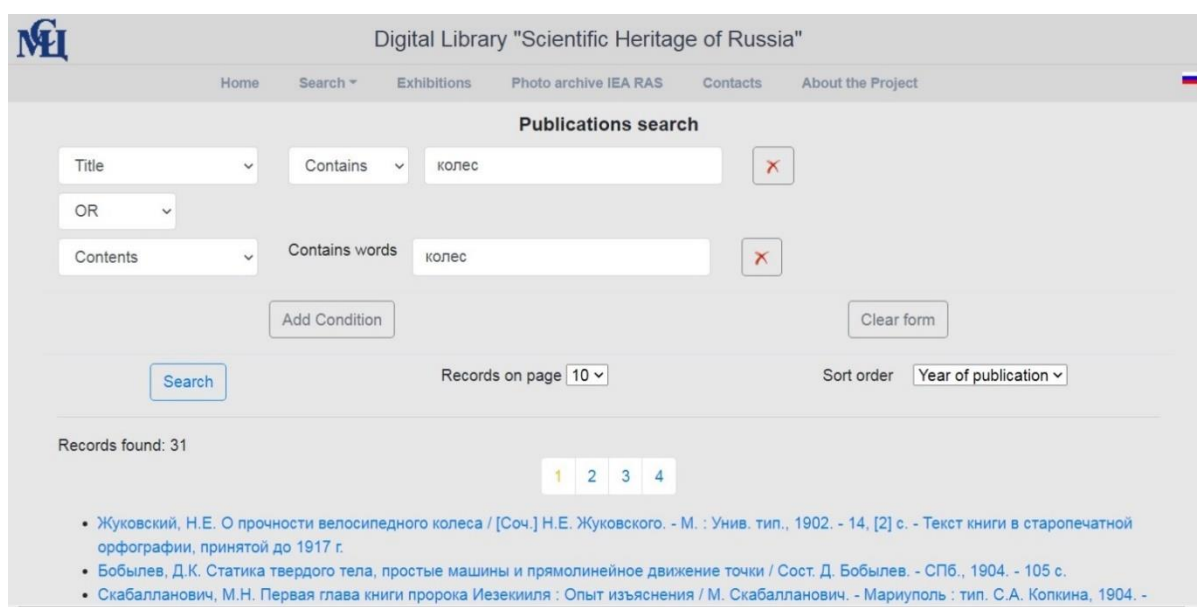 МСЦ
Digital Library "Scientific Heritage of Russia"
Home Search Exhibitions Photo archive IEA RAS Contacts About the Project
Publications search
Title Contains колес
OR
Contents Contains words колес
Add Condition Clear form
Search Records on page 10 Sort order Year of publication
Records found: 31
1 2 3 4
• Жуковский, Н.Е. О прочности велосипедного колеса / [Соч.] Н.Е. Жуковского. - М. : Унив. тип., 1902. - 14, [2] с. - Текст книги в старопечатной
орфографии, принятой до 1917 г.
• Бобылев, Д.К. Статика твердого тела, простые машины и прямолинейное движение точки / Сост. Д. Бобылев. - СПб., 1904. - 105 с.
• Скабалланович, М.Н. Первая глава книги пророка Иезекииля : Опыт изъяснения / М. Скабалланович. - Мариуполь : тип. С.А. Копкина, 1904. -